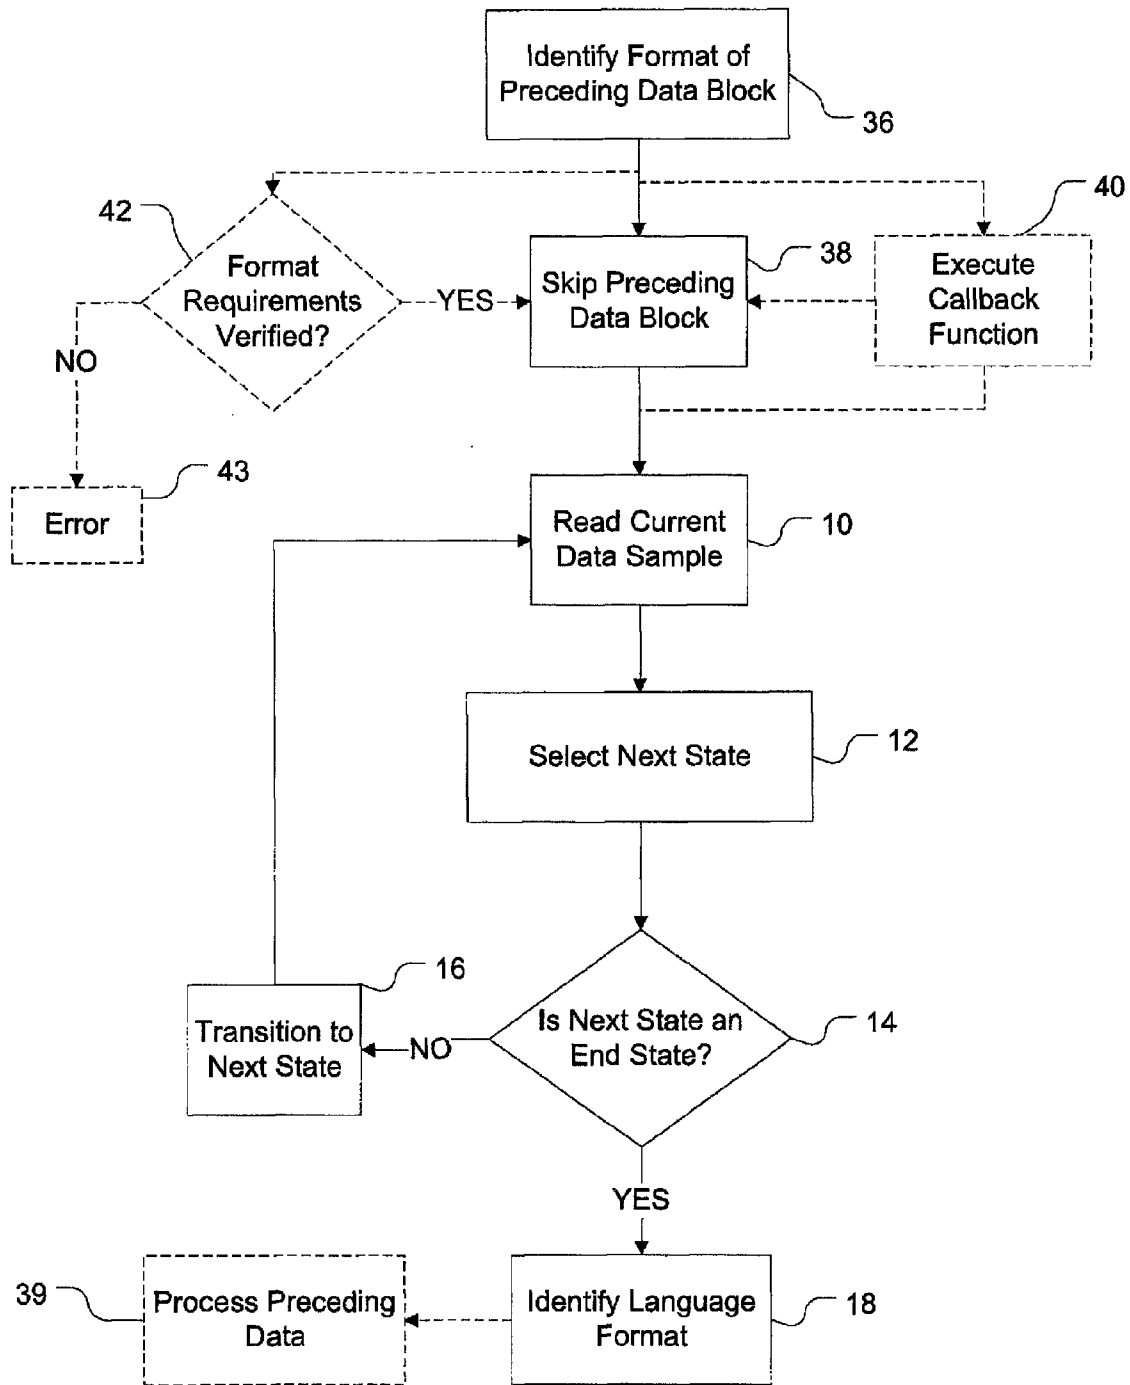 Identify Format of
Preceding Data Block
36
42
40
Format
Requirements
Verified?
YES
38
Skip Preceding
Data Block
Execute
Callback
Function
NO
43
Error
Read Current
Data Sample
10
Select Next State
12
16
Transition to
Next State
NO
Is Next State an
End State?
14
YES
39
Process Preceding
Data
Identify Language
Format
18